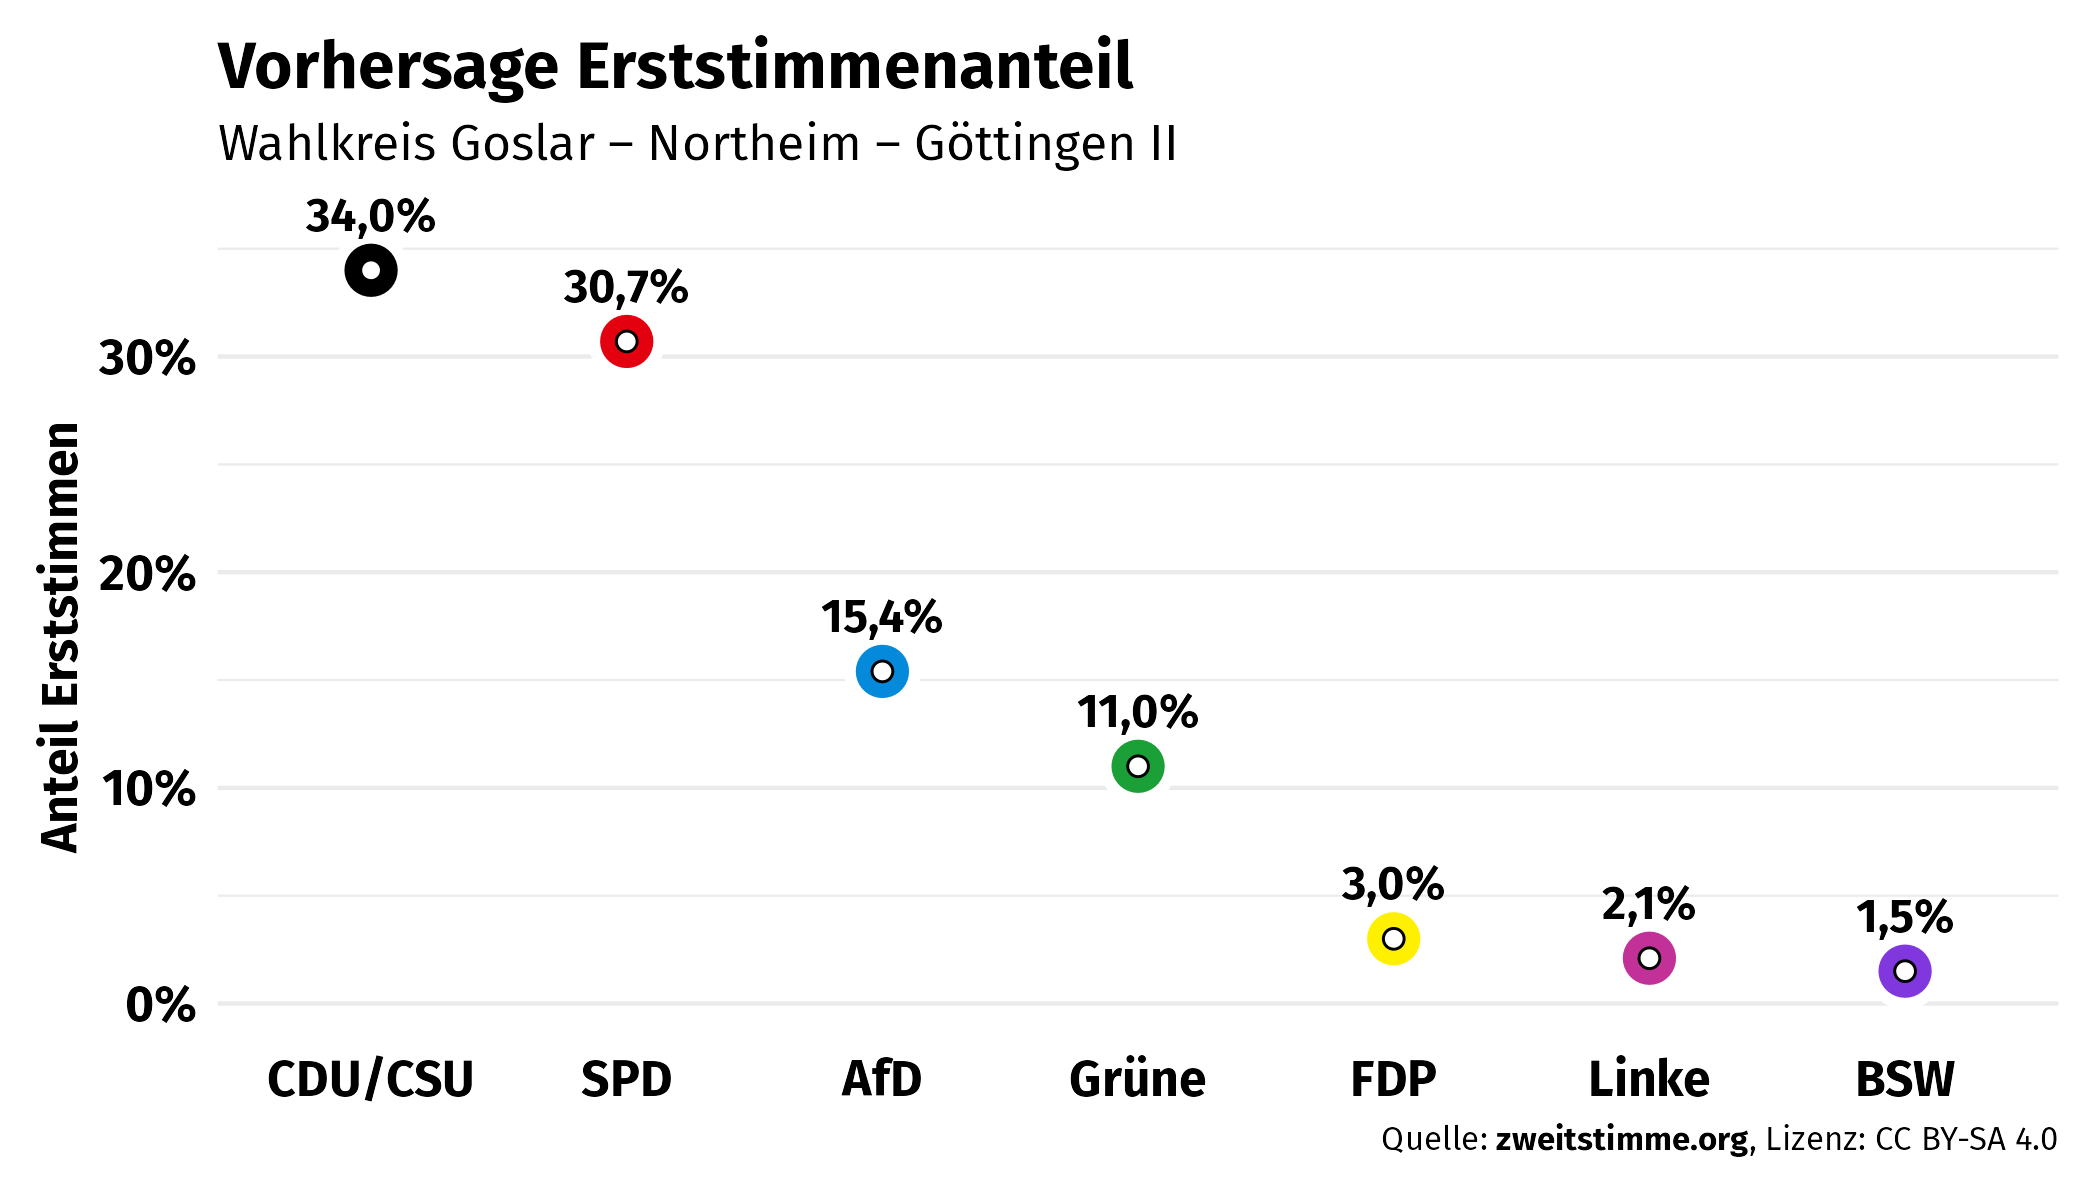 Vorhersage Erststimmenanteil
Wahlkreis Goslar – Northeim – Göttingen II
34,0%
30,7%
30%
Anteil Erststimmen
20%
15,4%
11,0%
10%
3,0%
2,1%
1,5%
0%
CDU/CSU SPD AfD Grüne FDP Linke BSW
Quelle: zweitstimme.org, Lizenz: CC BY-SA 4.0